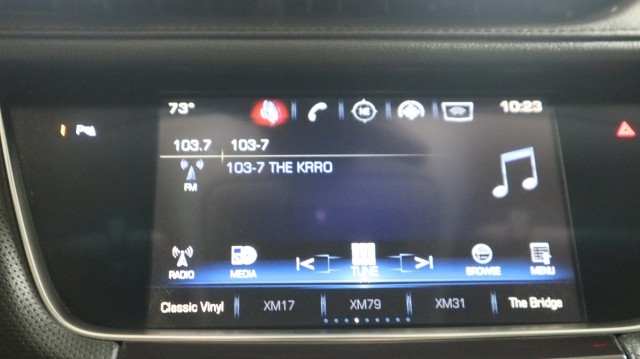 73° 10:23
103.7 103-7
103-7 THE KRRO
FM
RADIO MEDIA TUNE BROWSE MENU
Classic Vinyl XM17 XM79 XM31 The Bridge